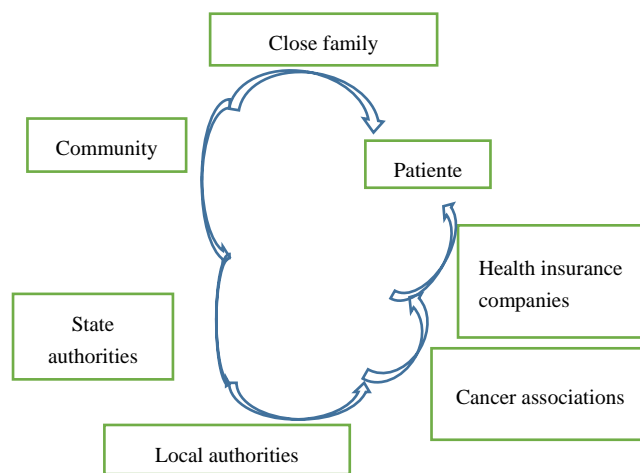 Close family
Community
Patiente
Health insurance
companies
State
authorities
Cancer associations
Local authorities